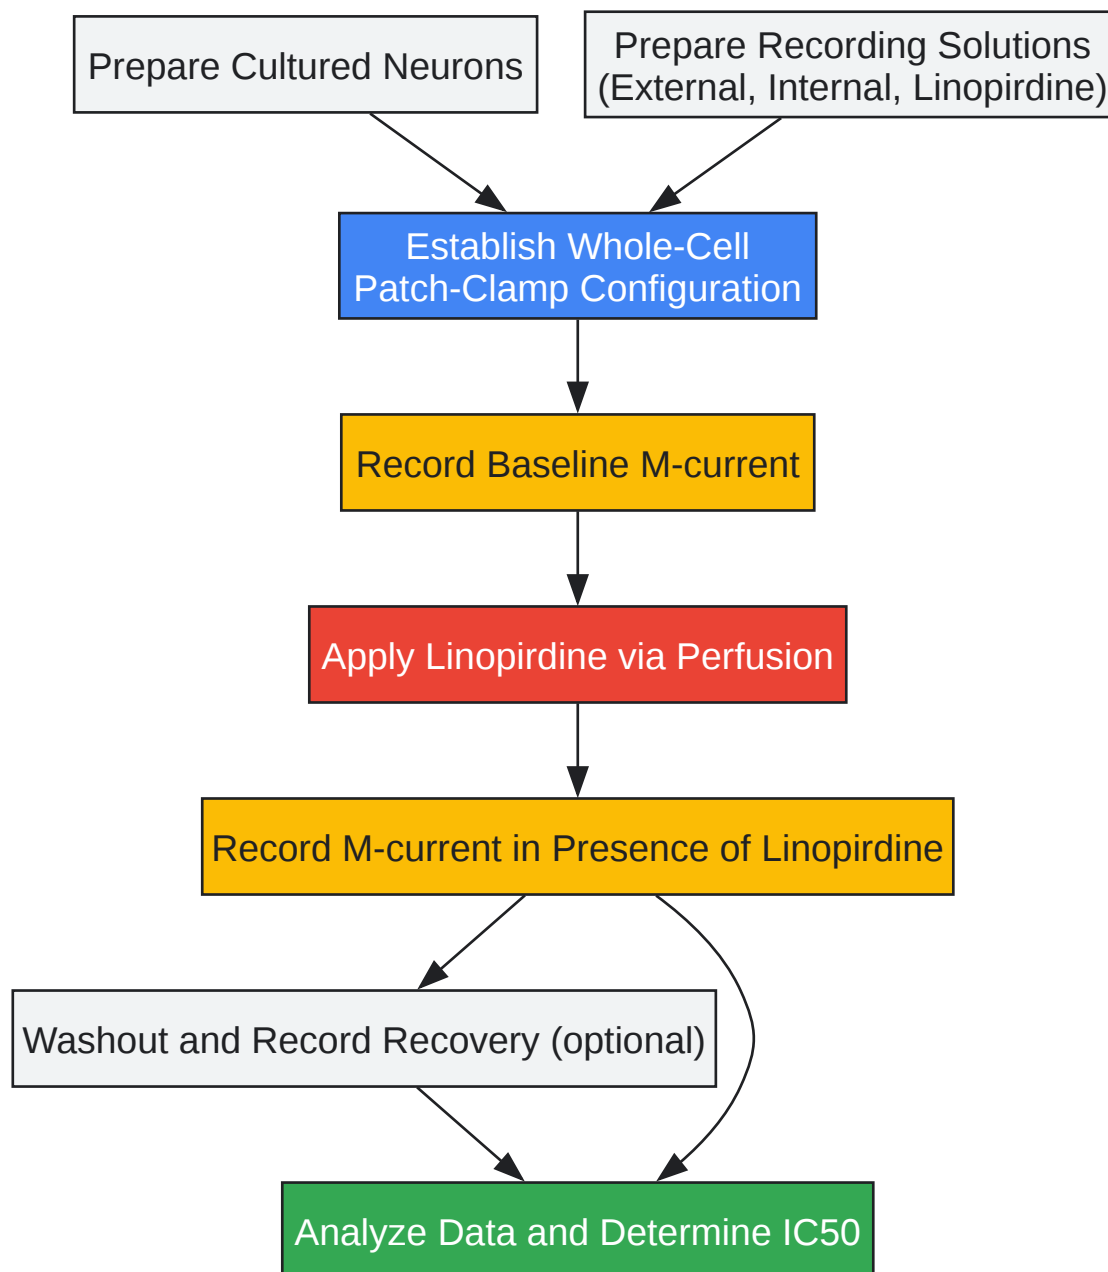 Prepare Cultured Neurons
Prepare Recording Solutions
(External, Internal, Linopirdine)
Establish Whole-Cell
Patch-Clamp Configuration
Record Baseline M-current
Apply Linopirdine via Perfusion
Record M-current in Presence of Linopirdine
Washout and Record Recovery (optional)
Analyze Data and Determine IC50